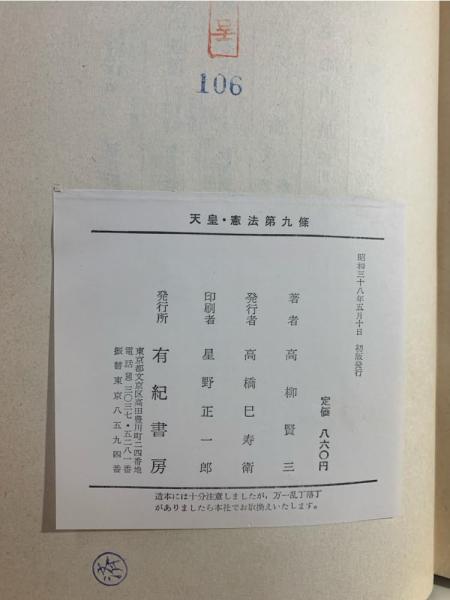 106
天皇・憲法第九條
昭和三十八年五月十日 初版発行
定価 八六〇円
著者 高柳賢三
発行者 高橋巳寿衛
印刷者 星野正一郎
発行所 有紀書房
東京都文京区高田豊川町二四番地
電話 三〇三七・五二八一番
振替東京八五九四番
造本には十分注意しましたが，万一乱丁落丁
がありましたら本社でお取換えいたします。
済